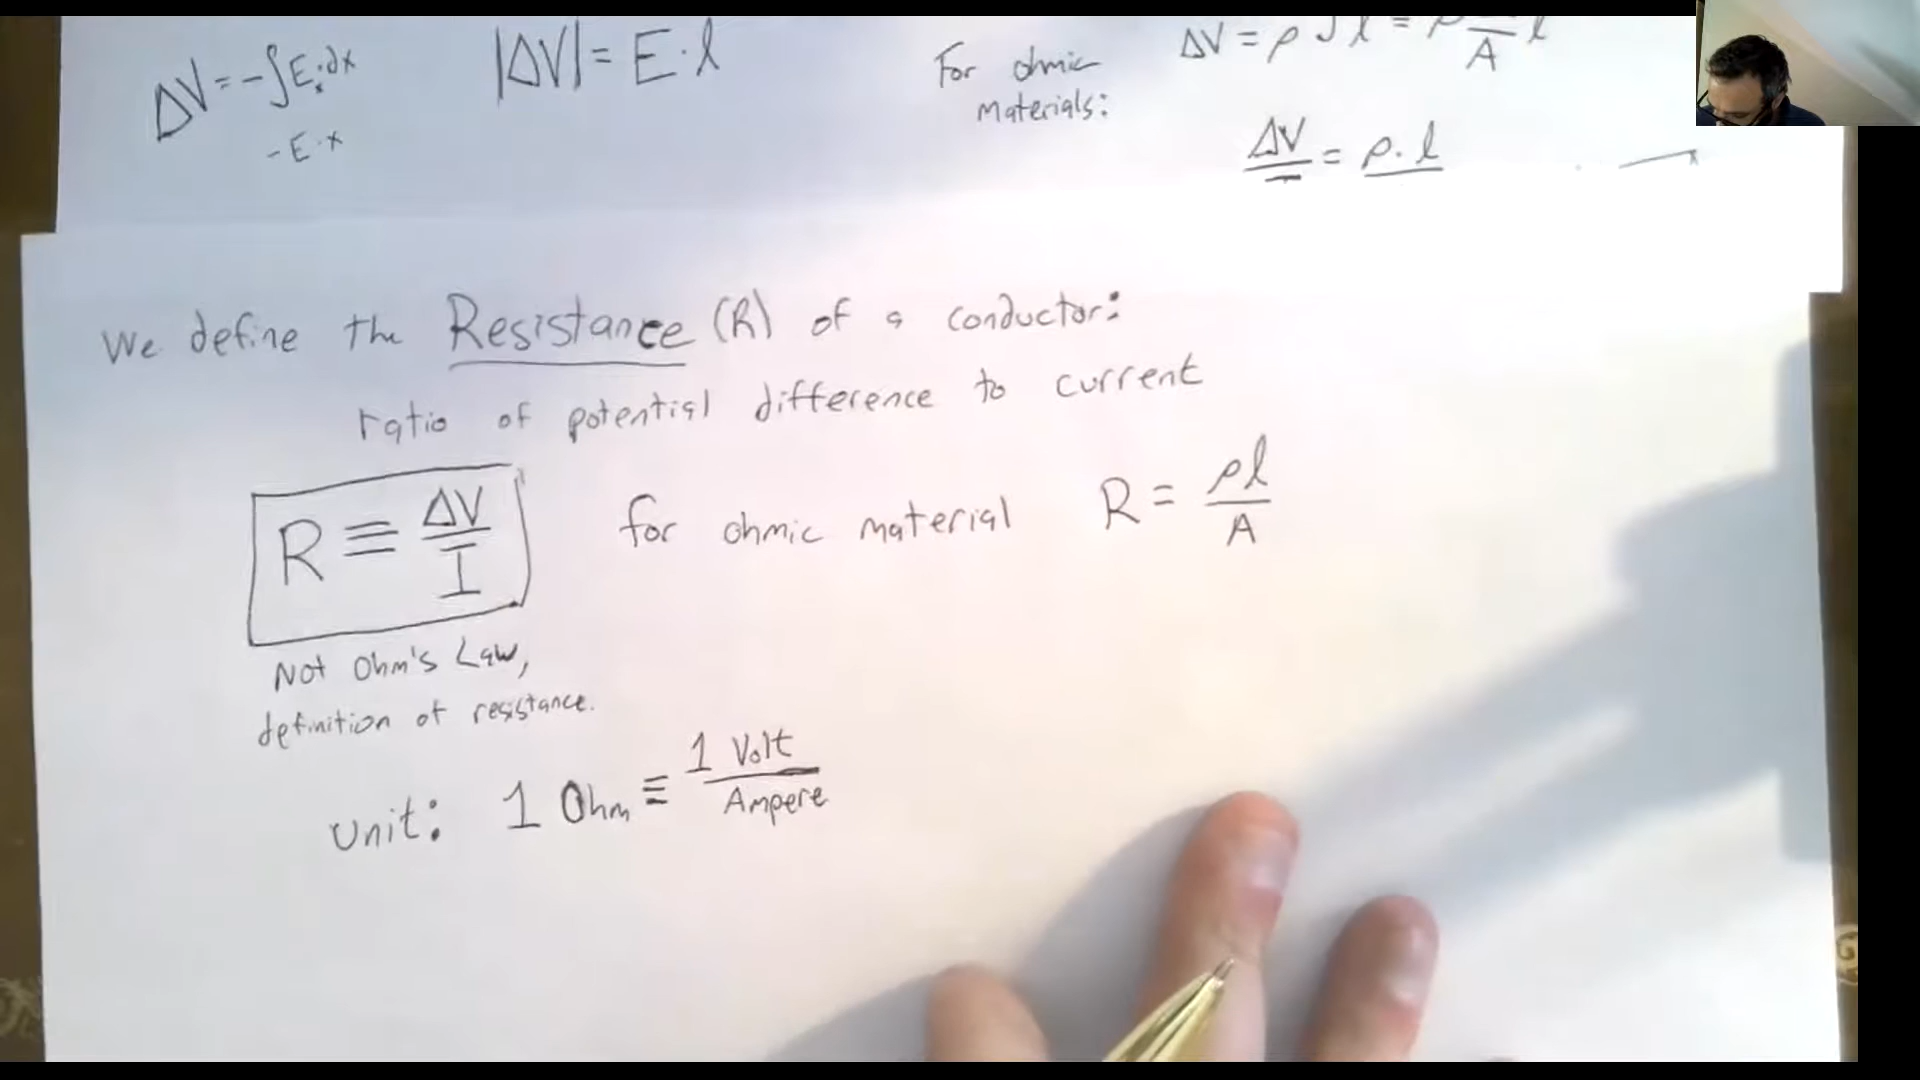 ΔV = -∫E · dx
-E·x
|ΔV| = E·l
For ohmic
materials:
ΔV = ρJl = l
A
ΔV = ρ·l
We define the Resistance (R) of a conductor:
ratio of potential difference to current
R ≡ ΔV
I
for ohmic material R = ρl
A
Not Ohm's Law,
definition of resistance.
Unit: 1 Ohm ≡ 1 Volt
Ampere